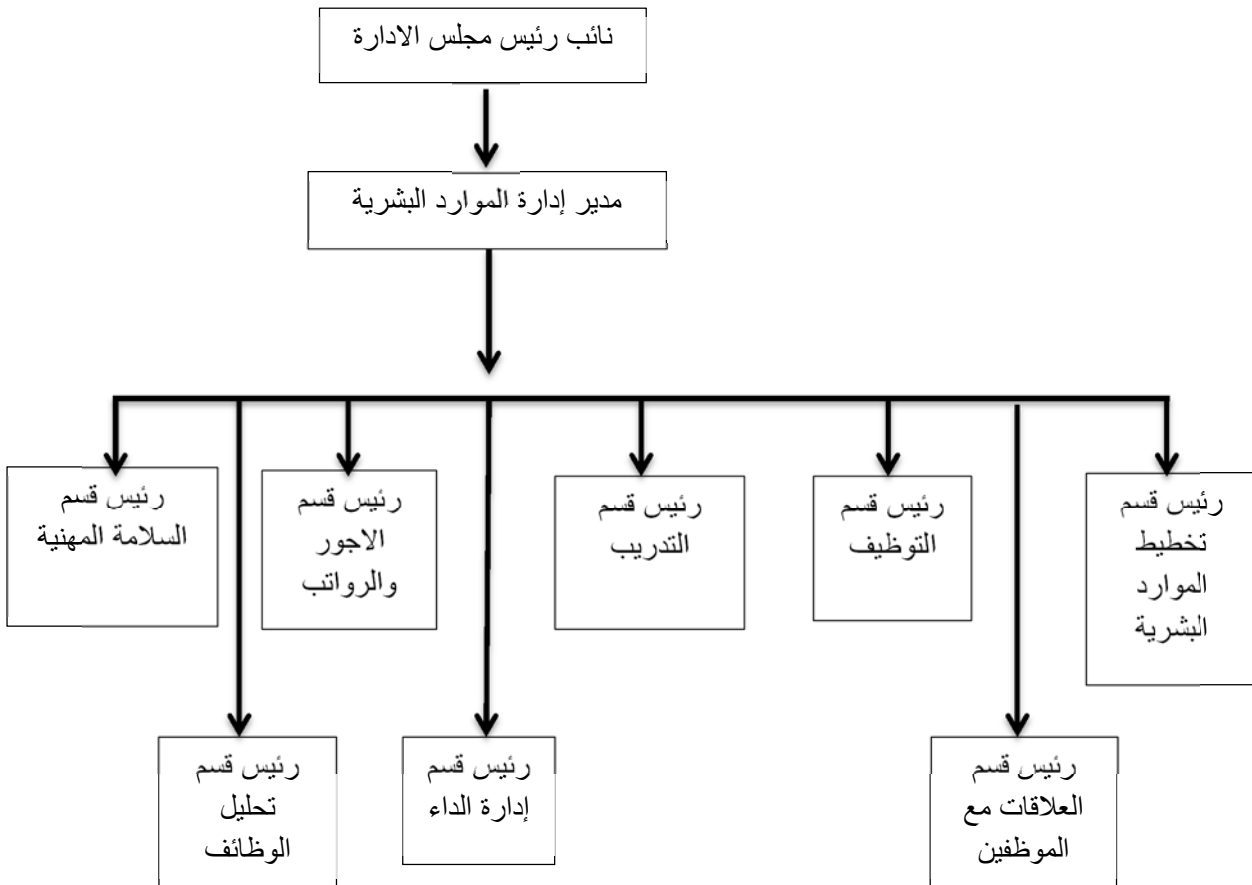 نائب رئيس مجلس الادارة
مدير إدارة الموارد البشرية
رئيس قسم
تخطيط
الموارد
البشرية
رئيس قسم
التوظيف
رئيس قسم
التدريب
رئيس قسم
الاجور
والرواتب
رئيس قسم
السلامة المهنية
رئيس قسم
العلاقات مع
الموظفين
رئيس قسم
إدارة الداء
رئيس قسم
تحليل
الوظائف